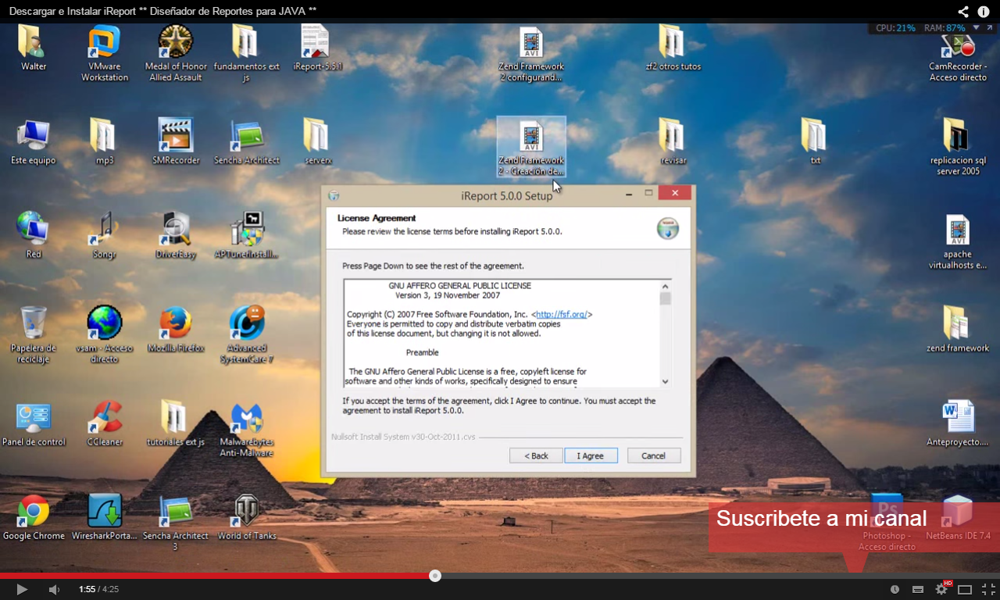 Descargar e Instalar iReport ** Diseñador de Reportes para JAVA **
CPU: 21% RAM: 87%
Walter
VMware
Workstation
Medal of Honor
Allied Assault
fundamentos ext
js
iReport-5.5.1
AVI
Zend Framework
2 configurand...
zf2 otros tutos
CamRecorder -
Acceso directo
Este equipo
mp3
SMRecorder
Sencha Architect
serverx
AVI
Zend Framework
2 - Creación de...
revisar
txt
replicacion sql
server 2005
iReport 5.0.0 Setup
License Agreement
Please review the license terms before installing iReport 5.0.0.
Red
Songr
DriverEasy
APTunerInstall...
AVI
apache
virtualhosts e...
Press Page Down to see the rest of the agreement.
GNU AFFERO GENERAL PUBLIC LICENSE
Version 3, 19 November 2007
Copyright (C) 2007 Free Software Foundation, Inc. <http://fsf.org/>
Everyone is permitted to copy and distribute verbatim copies
of this license document, but changing it is not allowed.
Preamble
The GNU Affero General Public License is a free, copyleft license for
software and other kinds of works, specifically designed to ensure
Papelera de
reciclaje
vsam - Acceso
directo
Mozilla Firefox
Advanced
SystemCare 7
zend framework
If you accept the terms of the agreement, click I Agree to continue. You must accept the
agreement to install iReport 5.0.0.
Nullsoft Install System v30-Oct-2011.cvs
< Back
I Agree
Cancel
Panel de control
CCleaner
tutoriales ext js
Malwarebytes
Anti-Malware
Anteproyecto....
Google Chrome
WiresharkPorta...
Sencha Architect
3
World of Tanks
Suscribete a mi canal
Ps
Photoshop -
Acceso directo
NetBeans IDE 7.4
1:55 / 4:25
HD